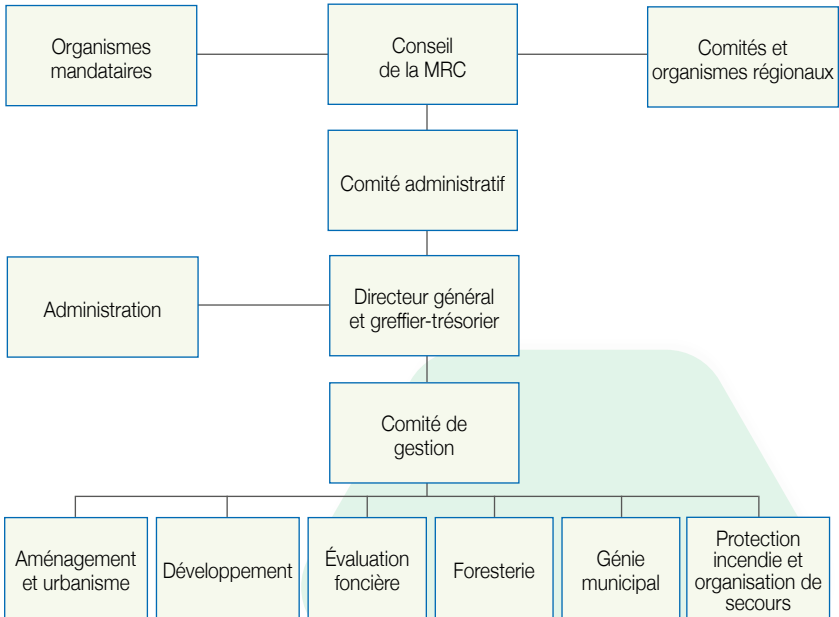 Organismes
mandataires
Conseil
de la MRC
Comités et
organismes régionaux
Comité administratif
Administration
Directeur général
et greffier-trésorier
Comité de
gestion
Aménagement
et urbanisme
Développement
Évaluation
foncière
Foresterie
Génie
municipal
Protection
incendie et
organisation de
secours